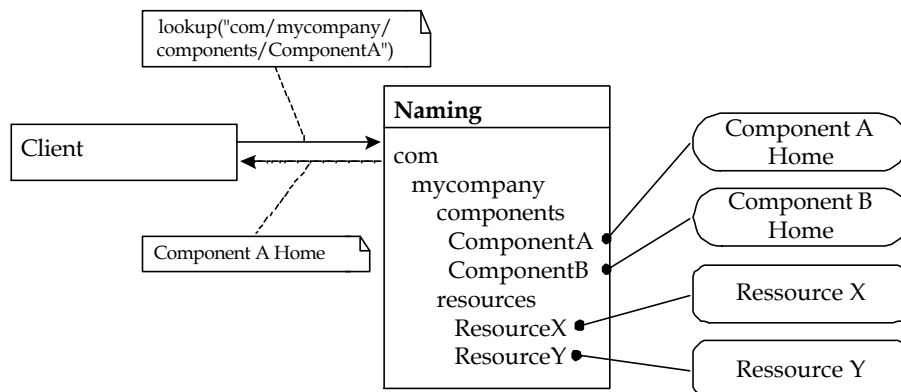 lookup("com/mycompany/
components/ComponentA")
Naming
Client
com
mycompany
components
ComponentA
ComponentB
resources
ResourceX
ResourceY
Component A Home
Component A
Home
Component B
Home
Ressource X
Ressource Y